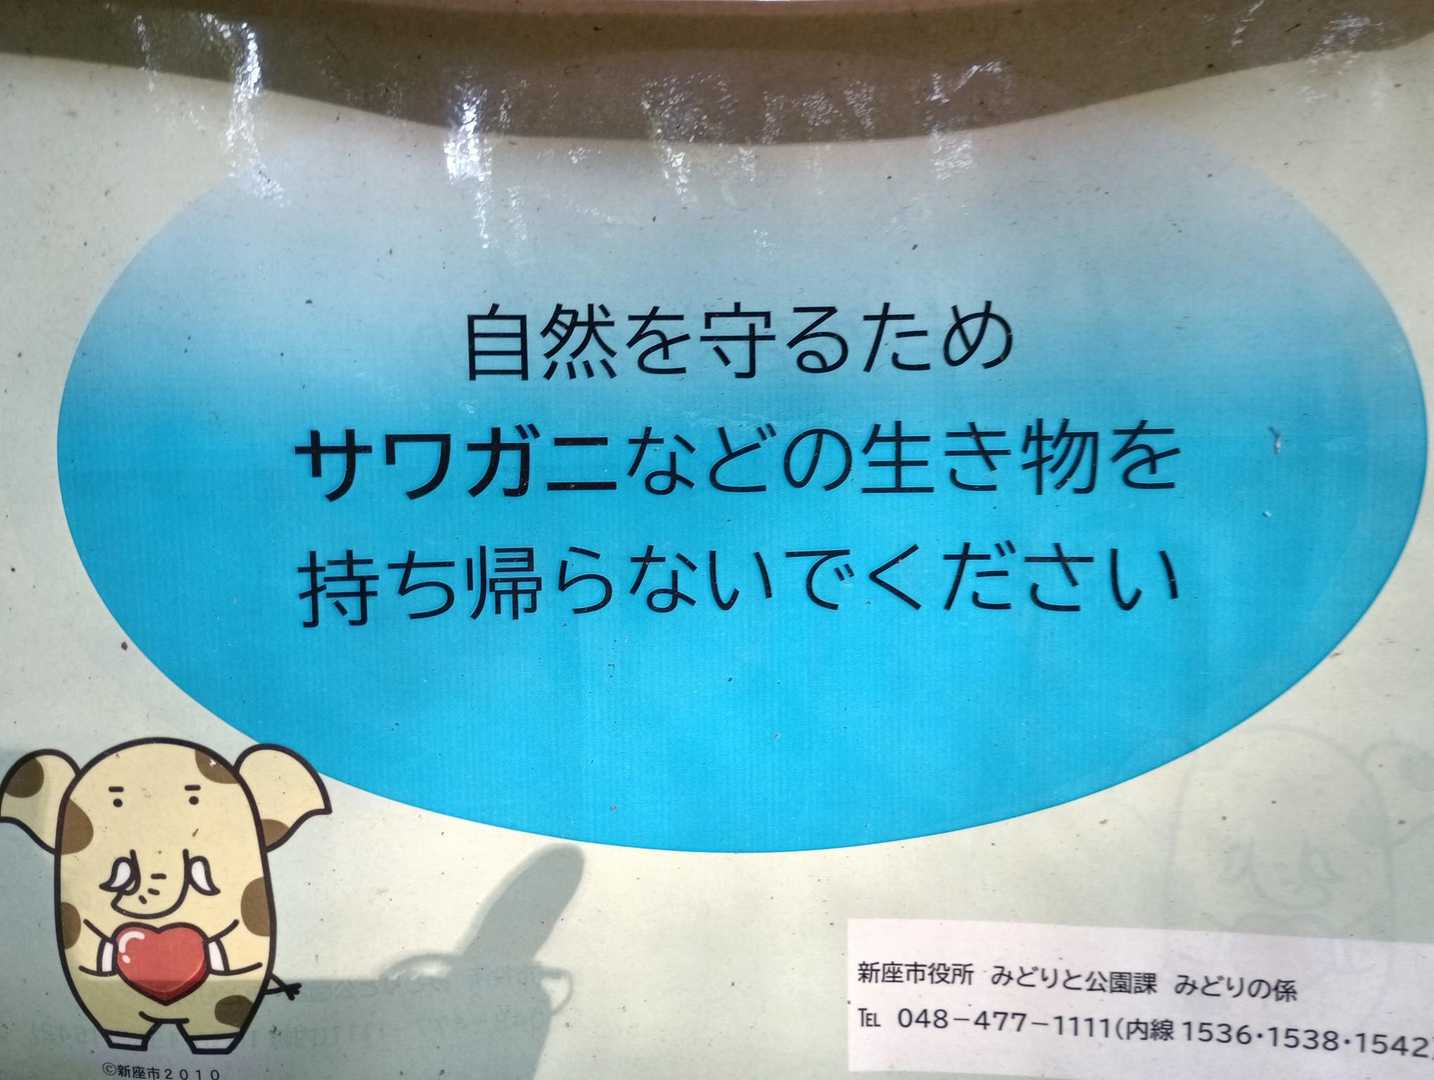 自然を守るため
サワガニなどの生き物を
持ち帰らないでください
新座市役所 みどりと公園課 みどりの係
℡ 048－477－1111（内線1536・1538・1542）
©新座市2010